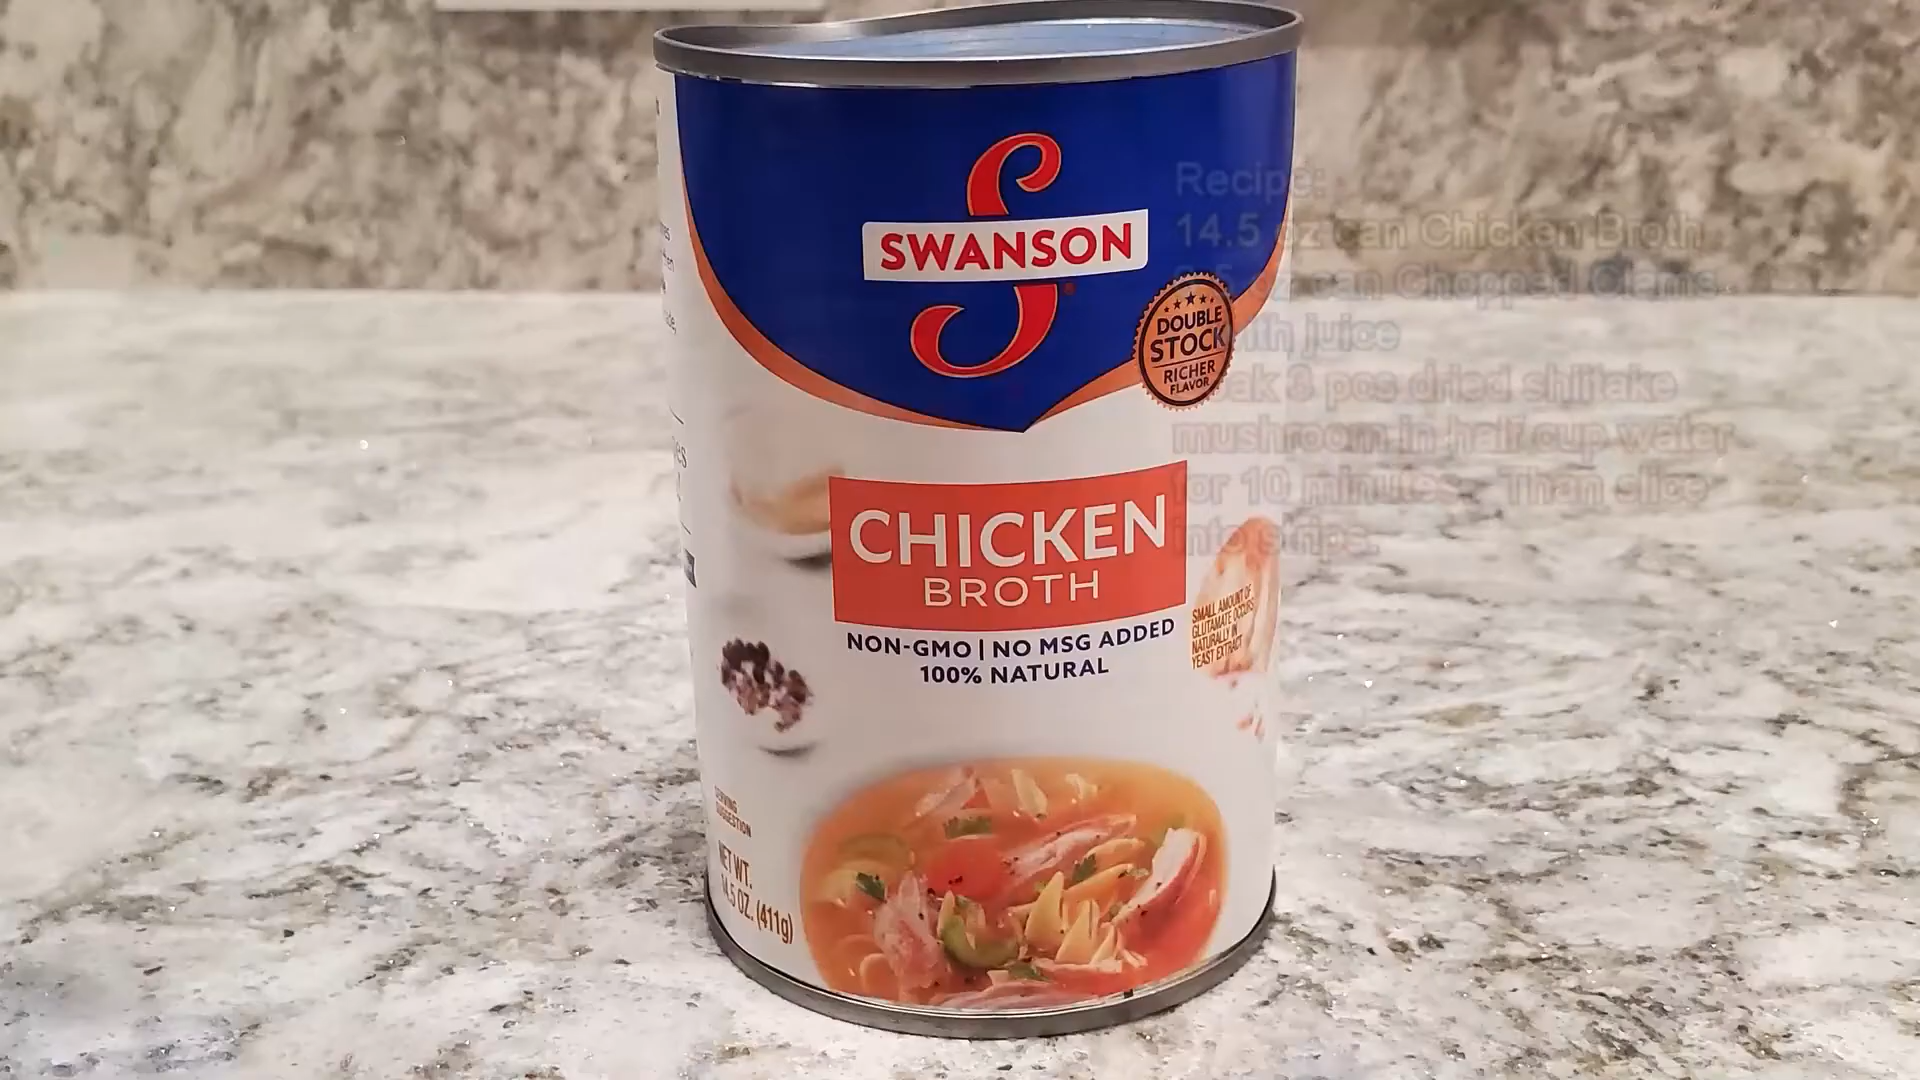 SWANSON
DOUBLE
STOCK
RICHER
FLAVOR
CHICKEN
BROTH
NON-GMO | NO MSG ADDED
100% NATURAL
SMALL AMOUNT OF
GLUTAMATE OCCURS
NATURALLY IN
YEAST EXTRACT
SERVING
SUGGESTION
NET WT.
14.5 OZ. (411g)
Recipe:
14.5 oz can Chicken Broth
oz can Chopped Clams
with juice
8 pcs dried shiitake
mushroom in half cup water
for 10 minutes. Than slice
into strips.